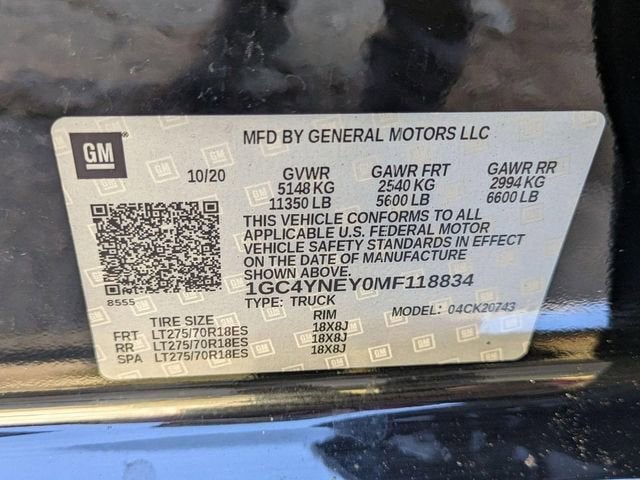 GM
MFD BY GENERAL MOTORS LLC
10/20 GVWR GAWR FRT GAWR RR
5148 KG 2540 KG 2994 KG
11350 LB 5600 LB 6600 LB
THIS VEHICLE CONFORMS TO ALL
APPLICABLE U.S. FEDERAL MOTOR
VEHICLE SAFETY STANDARDS IN EFFECT
ON THE DATE OF MANUFACTURE
SHOWN ABOVE.
8555
1GC4YNEY0MF118834
TYPE: TRUCK MODEL: 04CK20743
TIRE SIZE RIM
FRT LT275/70R18ES 18X8J
RR LT275/70R18ES 18X8J
SPA LT275/70R18ES 18X8J